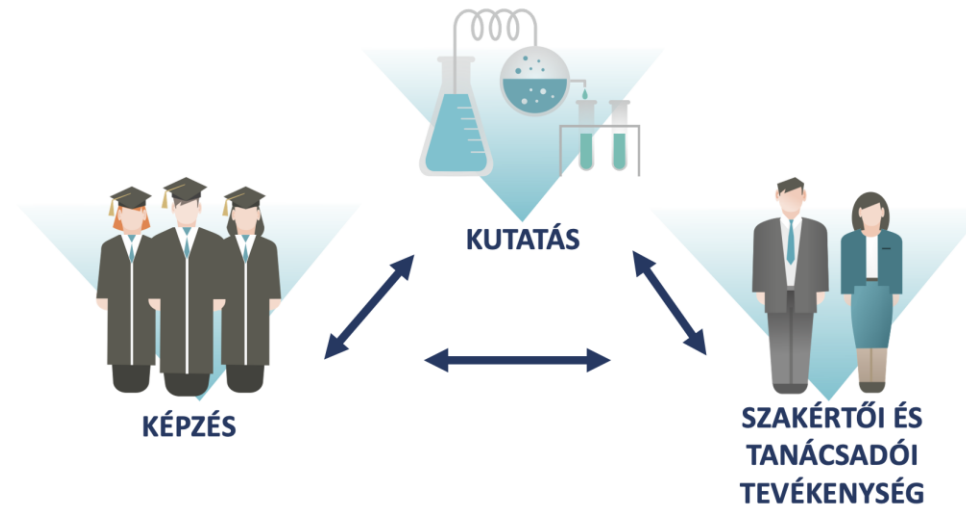 KUTATÁS
KÉPZÉS
SZAKÉRTŐI ÉS
TANÁCSADÓI
TEVÉKENYSÉG